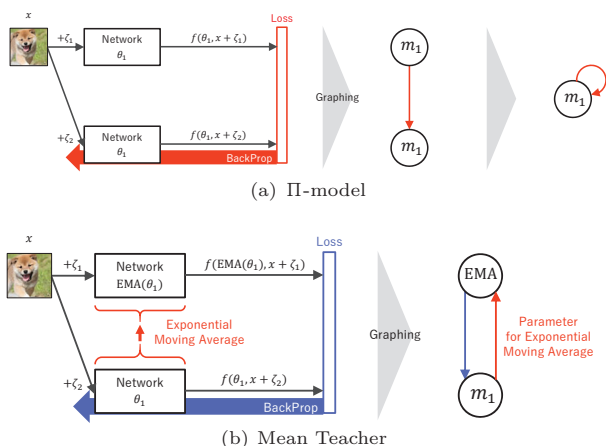 x
+ζ₁
Network
θ₁
f(θ₁, x + ζ₁)
Loss
+ζ₂
Network
θ₁
f(θ₁, x + ζ₂)
BackProp
Graphing
m₁
m₁
m₁
(a) Π-model
x
+ζ₁
Network
EMA(θ₁)
f(EMA(θ₁), x + ζ₁)
Loss
Exponential
Moving Average
+ζ₂
Network
θ₁
f(θ₁, x + ζ₂)
BackProp
Graphing
EMA
Parameter
for Exponential
Moving Average
m₁
(b) Mean Teacher